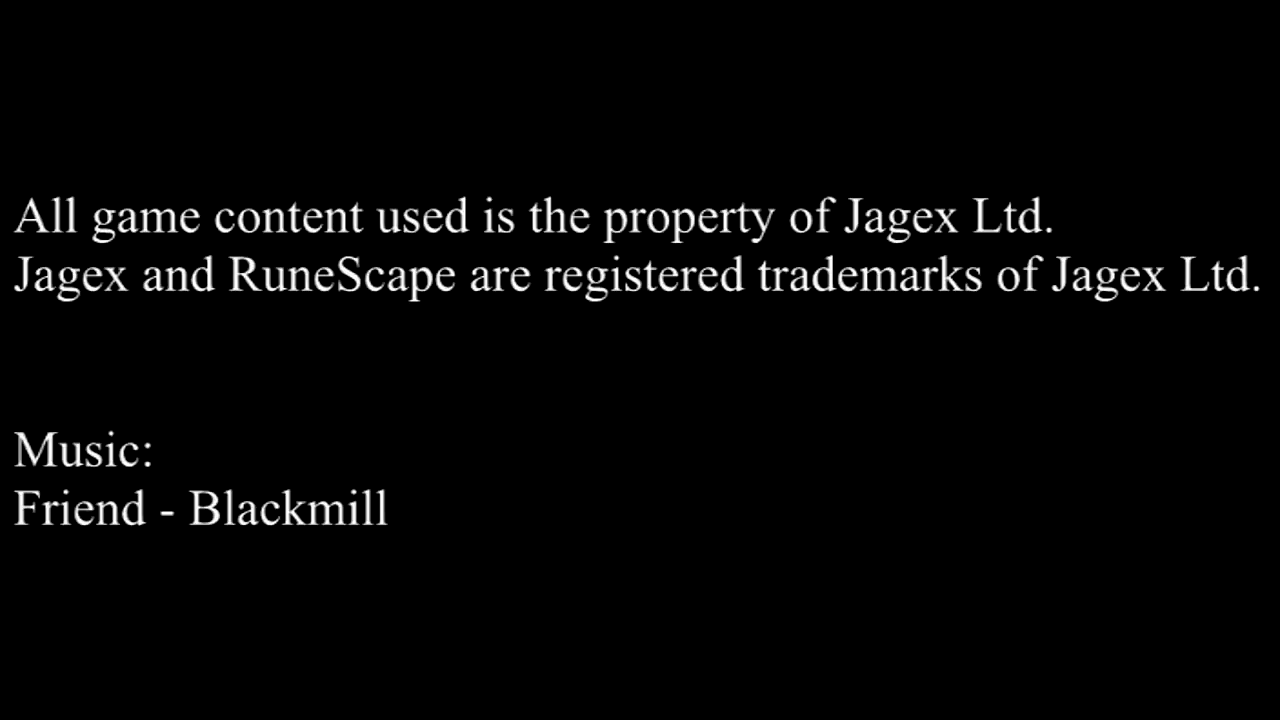 All game content used is the property of Jagex Ltd.
Jagex and RuneScape are registered trademarks of Jagex Ltd.
Music:
Friend - Blackmill